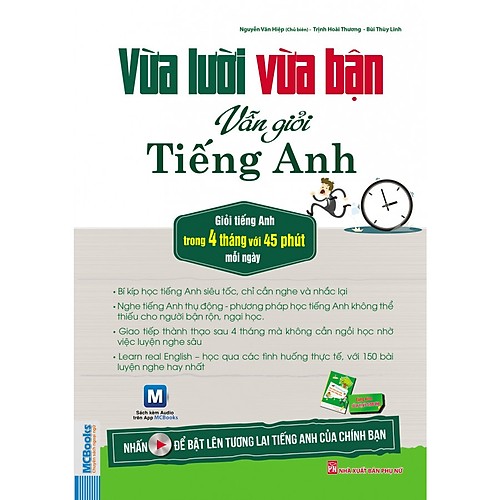 Nguyễn Văn Hiệp (Chủ biên) - Trịnh Hoài Thương - Bùi Thùy Linh
Vừa lười vừa bận
Vẫn giỏi
Tiếng Anh
Giỏi tiếng Anh
trong 4 tháng với 45 phút
mỗi ngày
• Bí kíp học tiếng Anh siêu tốc, chỉ cần nghe và nhắc lại
• Nghe tiếng Anh thụ động - phương pháp học tiếng Anh không thể
thiếu cho người bận rộn, ngại học.
• Giao tiếp thành thạo sau 4 tháng mà không cần ngồi học nhờ
việc luyện nghe sâu
• Learn real English – học qua các tình huống thực tế, với 150 bài
luyện nghe hay nhất
M
Sách kèm Audio
trên App MCBooks
NHẤN ĐỂ BẬT LÊN TƯƠNG LAI TIẾNG ANH CỦA CHÍNH BẠN
MCBooks
Chuyên sách ngoại ngữ
PN
NHÀ XUẤT BẢN PHỤ NỮ